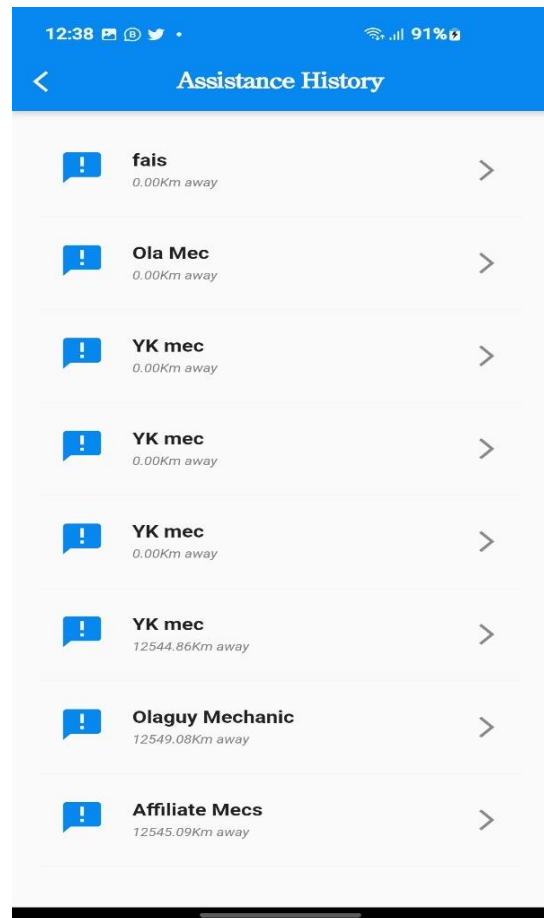 12:38 B • 91%
Assistance History
fais
0.00Km away
Ola Mec
0.00Km away
YK mec
0.00Km away
YK mec
0.00Km away
YK mec
0.00Km away
YK mec
12544.86Km away
Olaguy Mechanic
12549.08Km away
Affiliate Mecs
12545.09Km away